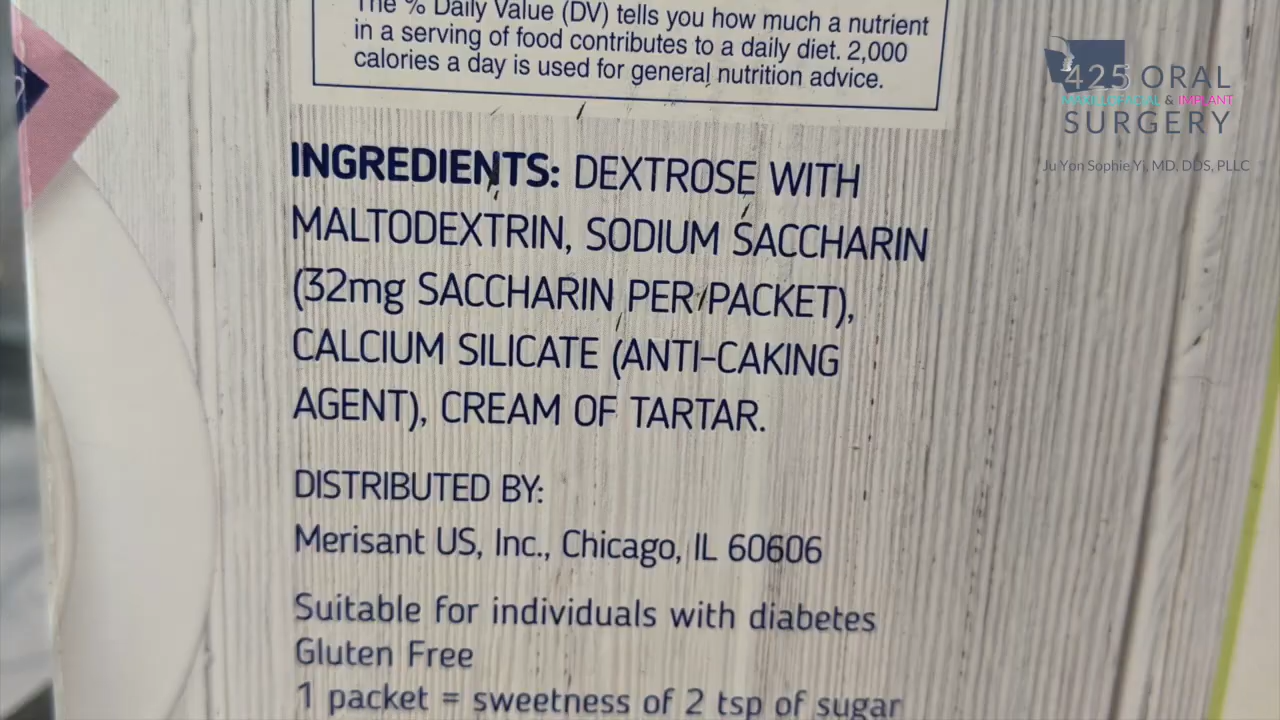 The % Daily Value (DV) tells you how much a nutrient
in a serving of food contributes to a daily diet. 2,000
calories a day is used for general nutrition advice.
425 ORAL
MAXILLOFACIAL & IMPLANT
SURGERY
Ju Yon Sophie Yi, MD, DDS, PLLC
INGREDIENTS: DEXTROSE WITH
MALTODEXTRIN, SODIUM SACCHARIN
(32mg SACCHARIN PER PACKET),
CALCIUM SILICATE (ANTI-CAKING
AGENT), CREAM OF TARTAR.
DISTRIBUTED BY:
Merisant US, Inc., Chicago, IL 60606
Suitable for individuals with diabetes
Gluten Free
1 packet = sweetness of 2 tsp of sugar